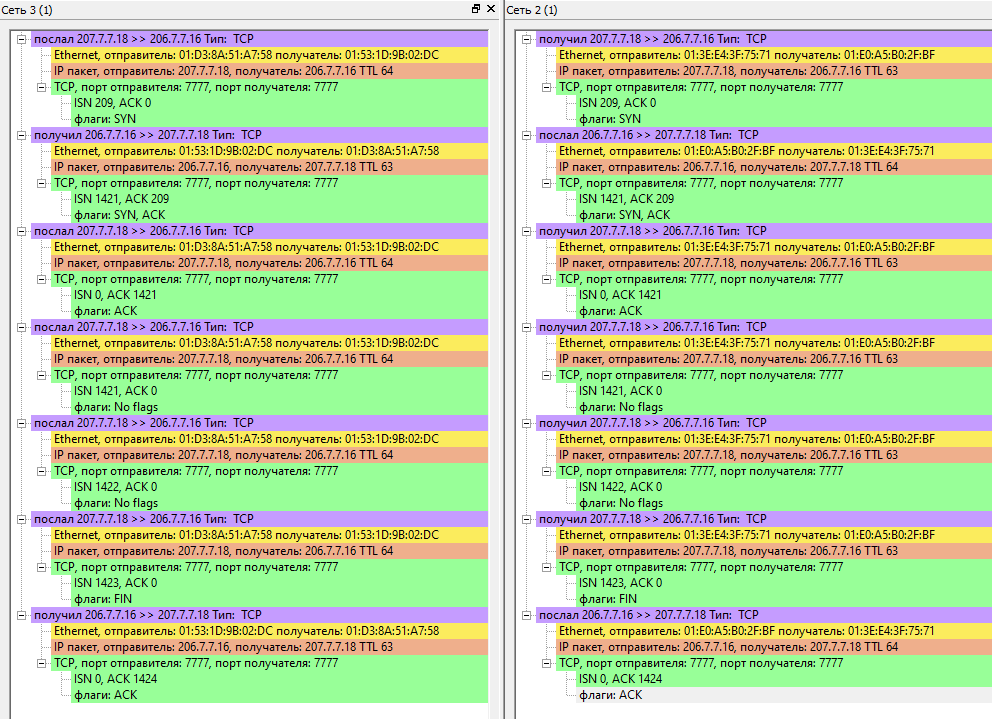 Сеть 3 (1)
послал 207.7.7.18 >> 206.7.7.16 Тип: TCP
Ethernet, отправитель: 01:D3:8A:51:A7:58 получатель: 01:53:1D:9B:02:DC
IP пакет, отправитель: 207.7.7.18, получатель: 206.7.7.16 TTL 64
TCP, порт отправителя: 7777, порт получателя: 7777
ISN 209, ACK 0
флаги: SYN
получил 206.7.7.16 >> 207.7.7.18 Тип: TCP
Ethernet, отправитель: 01:53:1D:9B:02:DC получатель: 01:D3:8A:51:A7:58
IP пакет, отправитель: 206.7.7.16, получатель: 207.7.7.18 TTL 63
TCP, порт отправителя: 7777, порт получателя: 7777
ISN 1421, ACK 209
флаги: SYN, ACK
послал 207.7.7.18 >> 206.7.7.16 Тип: TCP
Ethernet, отправитель: 01:D3:8A:51:A7:58 получатель: 01:53:1D:9B:02:DC
IP пакет, отправитель: 207.7.7.18, получатель: 206.7.7.16 TTL 64
TCP, порт отправителя: 7777, порт получателя: 7777
ISN 0, ACK 1421
флаги: ACK
послал 207.7.7.18 >> 206.7.7.16 Тип: TCP
Ethernet, отправитель: 01:D3:8A:51:A7:58 получатель: 01:53:1D:9B:02:DC
IP пакет, отправитель: 207.7.7.18, получатель: 206.7.7.16 TTL 64
TCP, порт отправителя: 7777, порт получателя: 7777
ISN 1421, ACK 0
флаги: No flags
послал 207.7.7.18 >> 206.7.7.16 Тип: TCP
Ethernet, отправитель: 01:D3:8A:51:A7:58 получатель: 01:53:1D:9B:02:DC
IP пакет, отправитель: 207.7.7.18, получатель: 206.7.7.16 TTL 64
TCP, порт отправителя: 7777, порт получателя: 7777
ISN 1422, ACK 0
флаги: No flags
послал 207.7.7.18 >> 206.7.7.16 Тип: TCP
Ethernet, отправитель: 01:D3:8A:51:A7:58 получатель: 01:53:1D:9B:02:DC
IP пакет, отправитель: 207.7.7.18, получатель: 206.7.7.16 TTL 64
TCP, порт отправителя: 7777, порт получателя: 7777
ISN 1423, ACK 0
флаги: FIN
получил 206.7.7.16 >> 207.7.7.18 Тип: TCP
Ethernet, отправитель: 01:53:1D:9B:02:DC получатель: 01:D3:8A:51:A7:58
IP пакет, отправитель: 206.7.7.16, получатель: 207.7.7.18 TTL 63
TCP, порт отправителя: 7777, порт получателя: 7777
ISN 0, ACK 1424
флаги: ACK
Сеть 2 (1)
получил 207.7.7.18 >> 206.7.7.16 Тип: TCP
Ethernet, отправитель: 01:3E:E4:3F:75:71 получатель: 01:E0:A5:B0:2F:BF
IP пакет, отправитель: 207.7.7.18, получатель: 206.7.7.16 TTL 63
TCP, порт отправителя: 7777, порт получателя: 7777
ISN 209, ACK 0
флаги: SYN
послал 206.7.7.16 >> 207.7.7.18 Тип: TCP
Ethernet, отправитель: 01:E0:A5:B0:2F:BF получатель: 01:3E:E4:3F:75:71
IP пакет, отправитель: 206.7.7.16, получатель: 207.7.7.18 TTL 64
TCP, порт отправителя: 7777, порт получателя: 7777
ISN 1421, ACK 209
флаги: SYN, ACK
получил 207.7.7.18 >> 206.7.7.16 Тип: TCP
Ethernet, отправитель: 01:3E:E4:3F:75:71 получатель: 01:E0:A5:B0:2F:BF
IP пакет, отправитель: 207.7.7.18, получатель: 206.7.7.16 TTL 63
TCP, порт отправителя: 7777, порт получателя: 7777
ISN 0, ACK 1421
флаги: ACK
получил 207.7.7.18 >> 206.7.7.16 Тип: TCP
Ethernet, отправитель: 01:3E:E4:3F:75:71 получатель: 01:E0:A5:B0:2F:BF
IP пакет, отправитель: 207.7.7.18, получатель: 206.7.7.16 TTL 63
TCP, порт отправителя: 7777, порт получателя: 7777
ISN 1421, ACK 0
флаги: No flags
получил 207.7.7.18 >> 206.7.7.16 Тип: TCP
Ethernet, отправитель: 01:3E:E4:3F:75:71 получатель: 01:E0:A5:B0:2F:BF
IP пакет, отправитель: 207.7.7.18, получатель: 206.7.7.16 TTL 63
TCP, порт отправителя: 7777, порт получателя: 7777
ISN 1422, ACK 0
флаги: No flags
получил 207.7.7.18 >> 206.7.7.16 Тип: TCP
Ethernet, отправитель: 01:3E:E4:3F:75:71 получатель: 01:E0:A5:B0:2F:BF
IP пакет, отправитель: 207.7.7.18, получатель: 206.7.7.16 TTL 63
TCP, порт отправителя: 7777, порт получателя: 7777
ISN 1423, ACK 0
флаги: FIN
послал 206.7.7.16 >> 207.7.7.18 Тип: TCP
Ethernet, отправитель: 01:E0:A5:B0:2F:BF получатель: 01:3E:E4:3F:75:71
IP пакет, отправитель: 206.7.7.16, получатель: 207.7.7.18 TTL 64
TCP, порт отправителя: 7777, порт получателя: 7777
ISN 0, ACK 1424
флаги: ACK